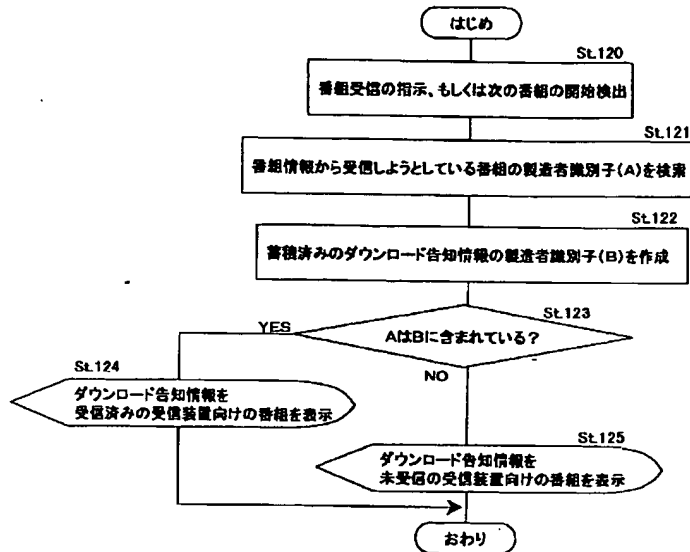 はじめ
St.120
番組受信の指示、もしくは次の番組の開始検出
St.121
番組情報から受信しようとしている番組の製造者識別子(A)を検索
St.122
蓄積済みのダウンロード告知情報の製造者識別子(B)を作成
St.123
AはBに含まれている?
YES
NO
St.124
ダウンロード告知情報を
受信済みの受信装置向けの番組を表示
St.125
ダウンロード告知情報を
未受信の受信装置向けの番組を表示
おわり